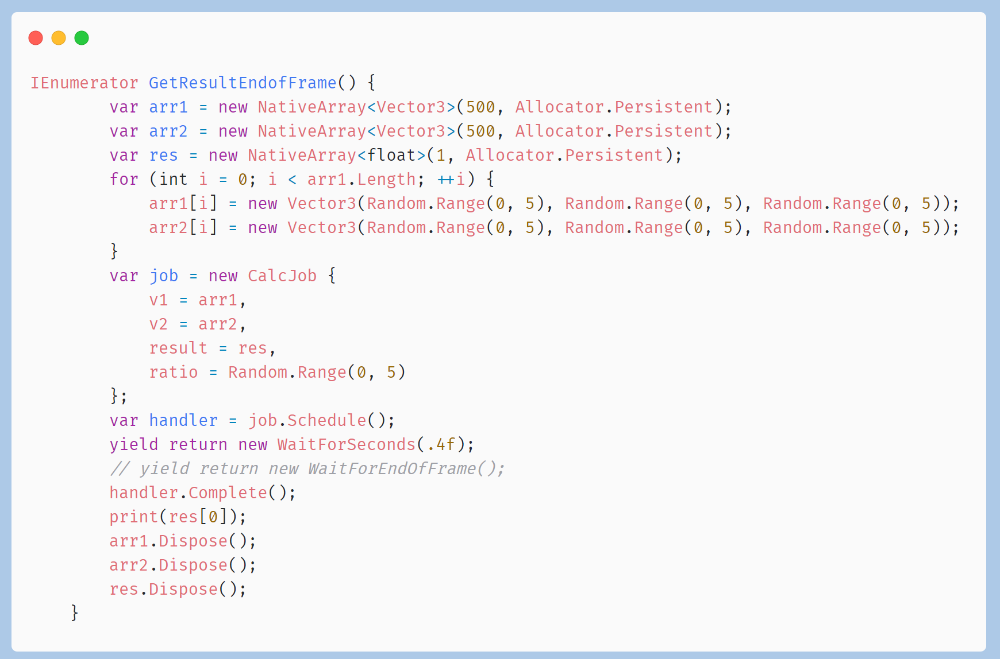 IEnumerator GetResultEndofFrame() {
        var arr1 = new NativeArray<Vector3>(500, Allocator.Persistent);
        var arr2 = new NativeArray<Vector3>(500, Allocator.Persistent);
        var res = new NativeArray<float>(1, Allocator.Persistent);
        for (int i = 0; i < arr1.Length; ++i) {
            arr1[i] = new Vector3(Random.Range(0, 5), Random.Range(0, 5), Random.Range(0, 5));
            arr2[i] = new Vector3(Random.Range(0, 5), Random.Range(0, 5), Random.Range(0, 5));
        }
        var job = new CalcJob {
            v1 = arr1,
            v2 = arr2,
            result = res,
            ratio = Random.Range(0, 5)
        };
        var handler = job.Schedule();
        yield return new WaitForSeconds(.4f);
        // yield return new WaitForEndOfFrame();
        handler.Complete();
        print(res[0]);
        arr1.Dispose();
        arr2.Dispose();
        res.Dispose();
    }